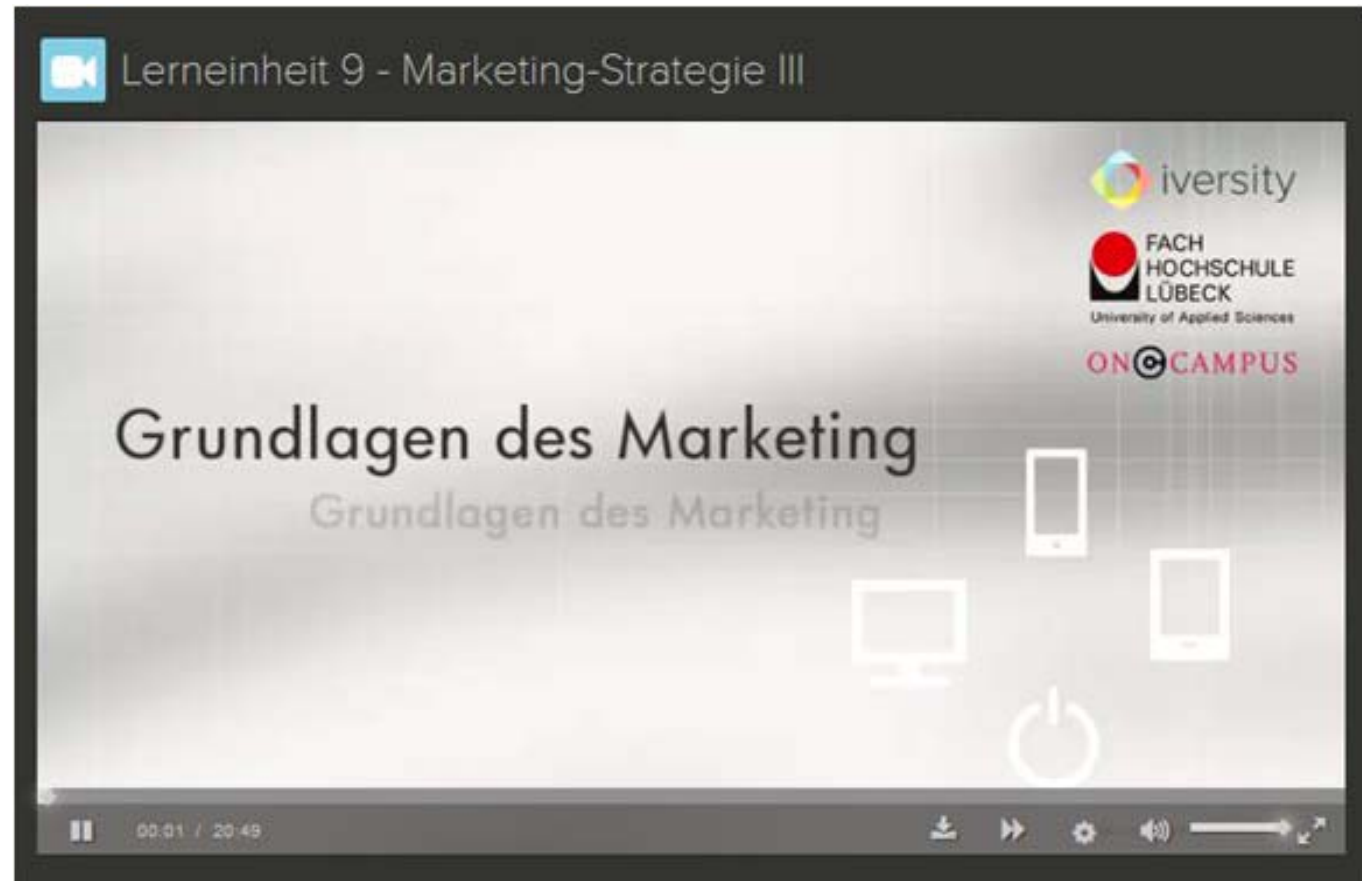 Lerneinheit 9 - Marketing-Strategie III
iversity
FACH
HOCHSCHULE
LÜBECK
University of Applied Sciences
ONCAMPUS
Grundlagen des Marketing
Grundlagen des Marketing
00:01 / 20:49